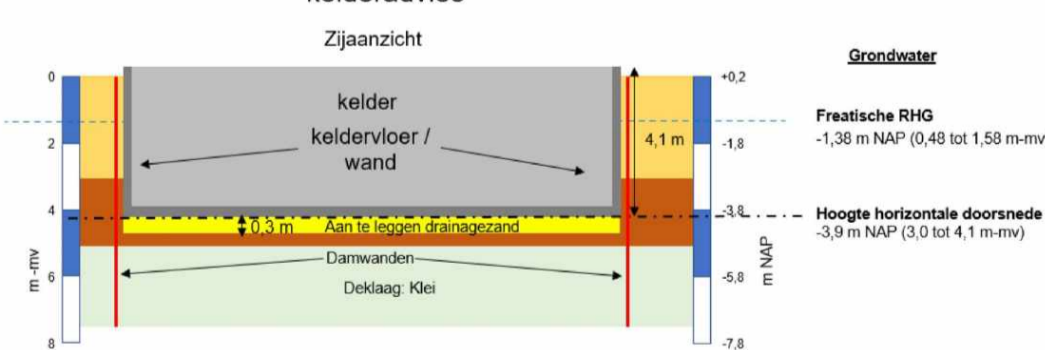 Zijaanzicht
0
2
4
6
8
m -mv
kelder
keldervloer /
wand
4,1 m
0,3 m
Aan te leggen drainagezand
Damwanden
Deklaag: Klei
+0,2
-1,8
-3,8
-5,8
-7,8
m NAP
Grondwater
Freatische RHG
-1,38 m NAP (0,48 tot 1,58 m-mv
Hoogte horizontale doorsnede
-3,9 m NAP (3,0 tot 4,1 m-mv)